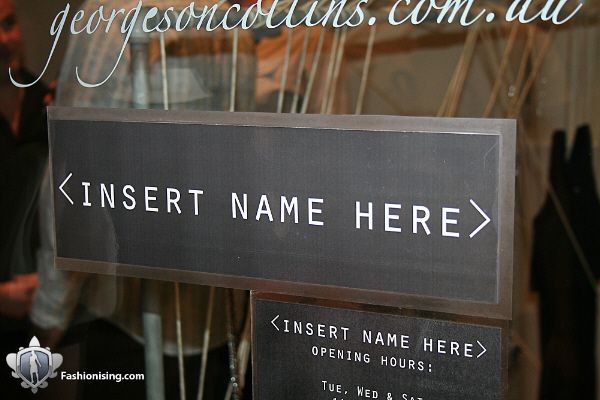 georgesoncollins.com.au
<INSERT NAME HERE>
<INSERT NAME HERE>
OPENING HOURS:
TUE, WED & SAT
Fashionising.com